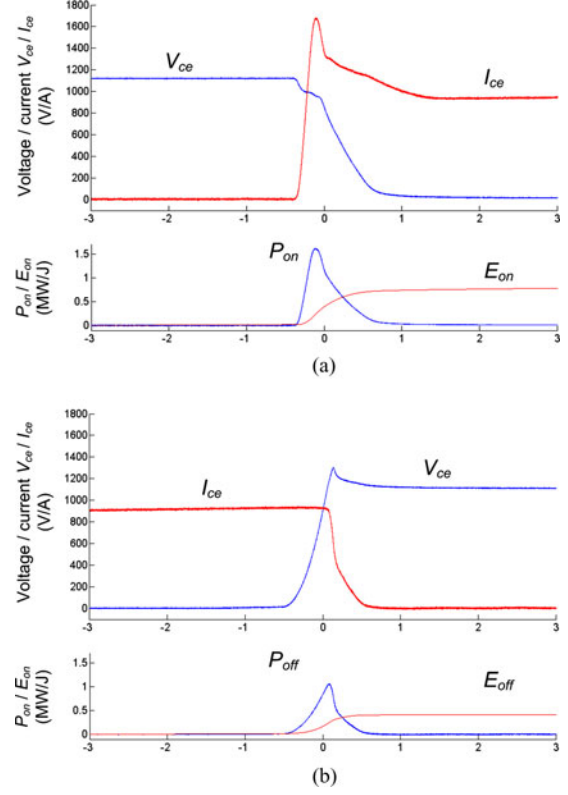 1800
1600
1400
1200
1000
800
600
400
200
0
Voltage / current Vce / Ice
(V/A)
Vce
Ice
-3 -2 -1 0 1 2 3
1.5
1
0.5
0
Pon / Eon
(MW/J)
Pon
Eon
-3 -2 -1 0 1 2 3
(a)
1800
1600
1400
1200
1000
800
600
400
200
0
Voltage / current Vce / Ice
(V/A)
Ice
Vce
-3 -2 -1 0 1 2 3
1.5
1
0.5
0
Pon / Eon
(MW/J)
Poff
Eoff
-3 -2 -1 0 1 2 3
(b)